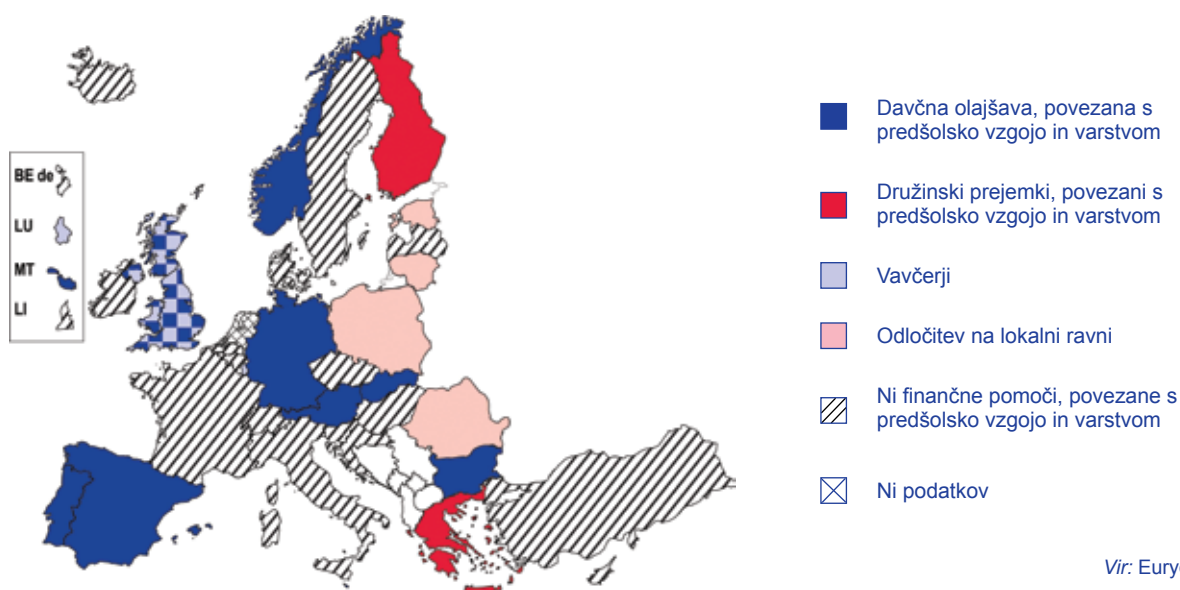 BE de
LU
MT
LI
Davčna olajšava, povezana s
predšolsko vzgojo in varstvom
Družinski prejemki, povezani s
predšolsko vzgojo in varstvom
Vavčerji
Odločitev na lokalni ravni
Ni finančne pomoči, povezane s
predšolsko vzgojo in varstvom
Ni podatkov
Vir: